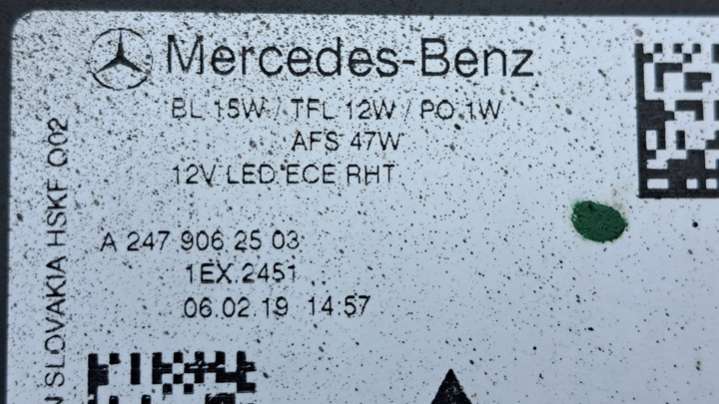 Mercedes-Benz
BL 15W / TFL 12W / PO 1W
AFS 47W
12V LED ECE RHT
A 247 906 25 03
1EX.2451
06.02.19 14:57
SLOVAKIA HSKF Q02